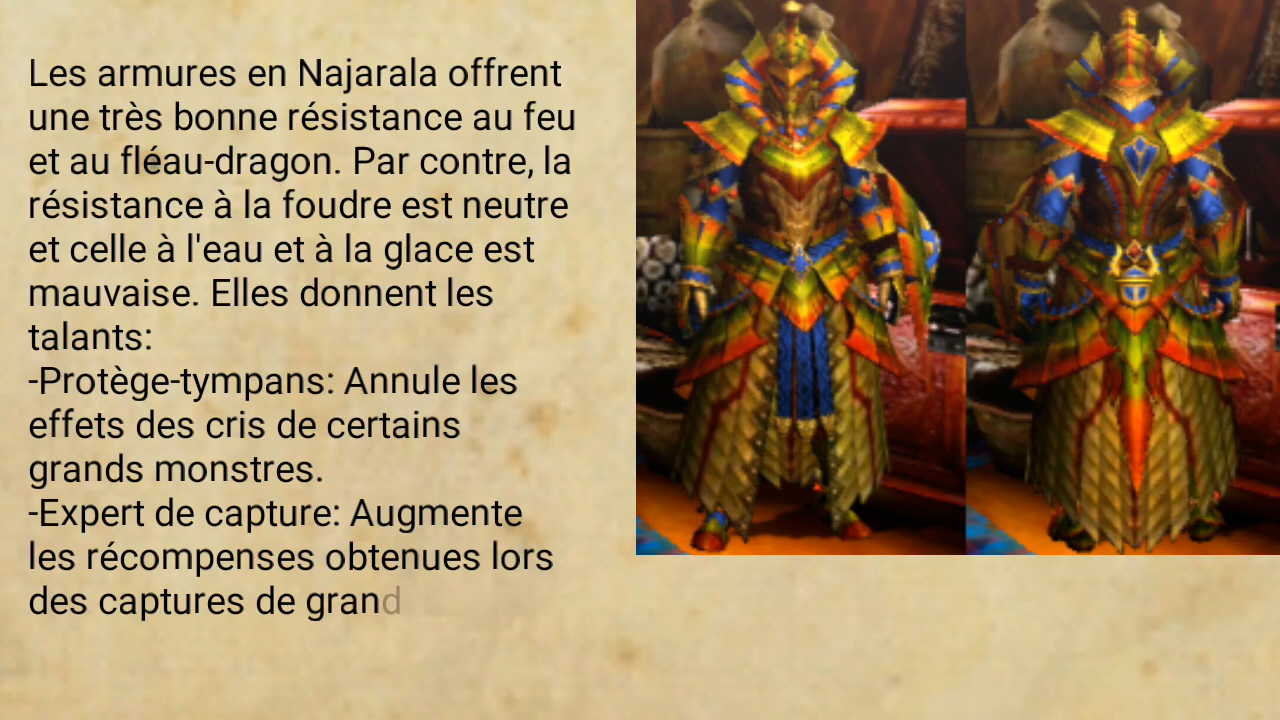 Les armures en Najarala offrent
une très bonne résistance au feu
et au fléau-dragon. Par contre, la
résistance à la foudre est neutre
et celle à l'eau et à la glace est
mauvaise. Elles donnent les
talants:
-Protège-tympans: Annule les
effets des cris de certains
grands monstres.
-Expert de capture: Augmente
les récompenses obtenues lors
des captures de grand